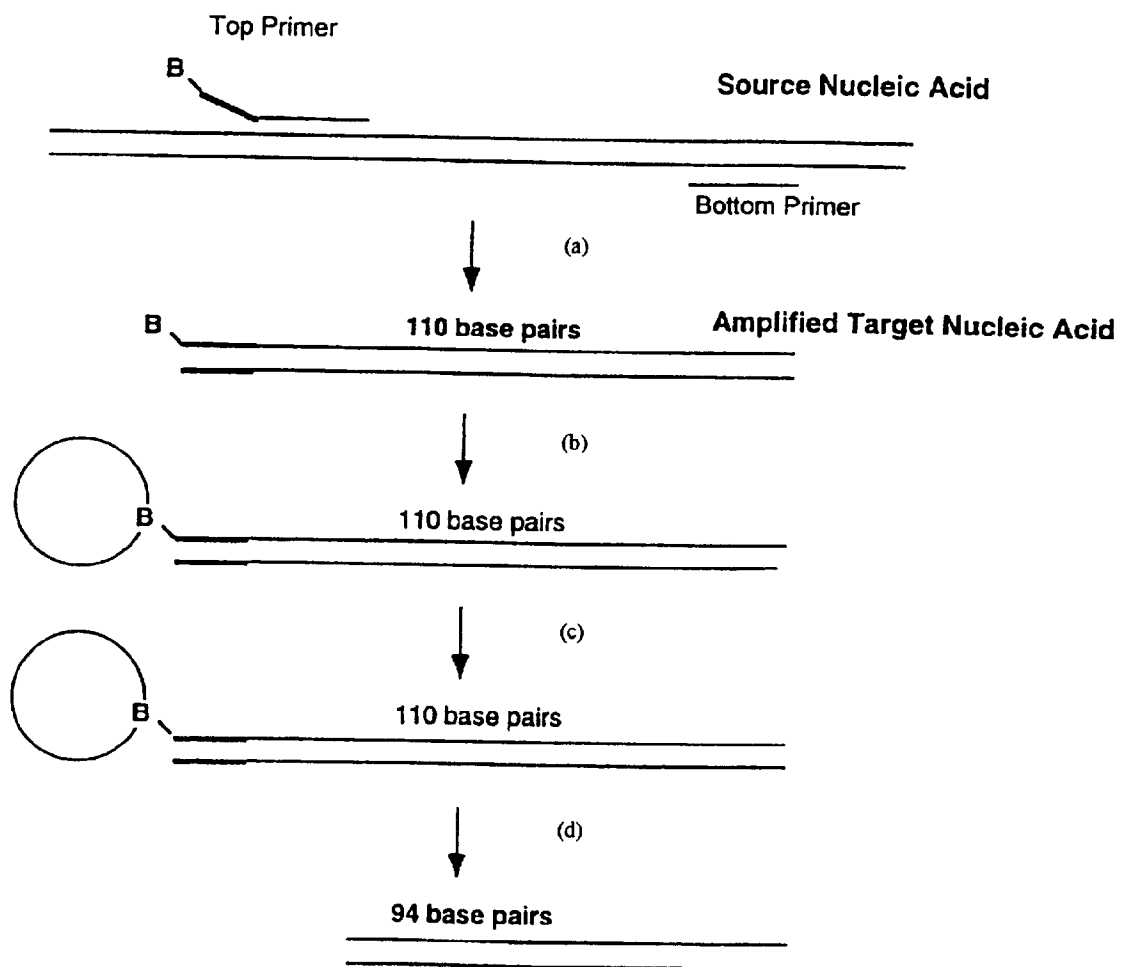 Top Primer
B
Source Nucleic Acid
Bottom Primer
(a)
B
110 base pairs
Amplified Target Nucleic Acid
(b)
B
110 base pairs
(c)
B
110 base pairs
(d)
94 base pairs